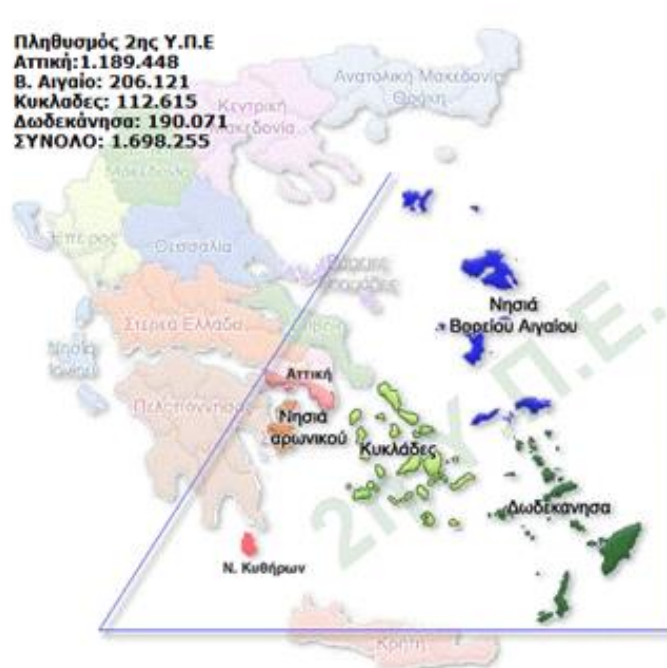 Πληθυσμός 2ης Υ.Π.Ε
Αττική:1.189.448
Β. Αιγαίο: 206.121
Κυκλαδες: 112.615
Δωδεκάνησα: 190.071
ΣΥΝΟΛΟ: 1.698.255
Ανατολική Μακεδονία
Θράκη
Κεντρική
Μακεδονία
Ήπειρος
Θεσσαλία
Στερεά Ελλάδα
Νησιά
Βορείου Αιγαίου
Αττική
Πελοπόννησος
Νησιά
αρωνικού
Κυκλάδες
Δωδεκάνησα
Ν. Κυθήρων
Κρήτη
2η Υ.Π.Ε.